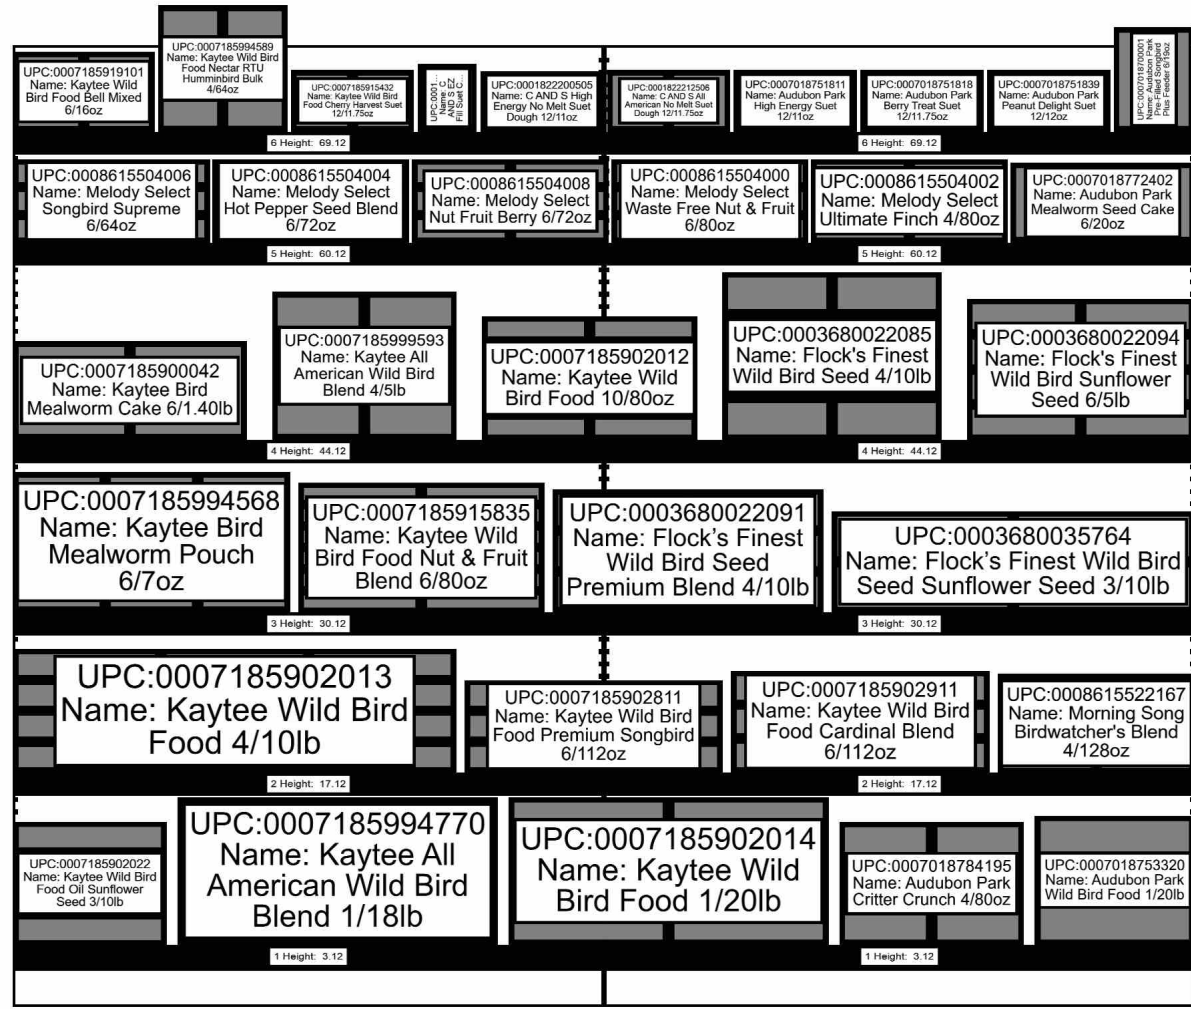 UPC:0007185919101
Name: Kaytee Wild
Bird Food Bell Mixed
6/16oz
UPC:0007185994589
Name: Kaytee Wild Bird
Food Nectar RTU
Humminbird Bulk
4/64oz
UPC:0007185915432
Name: Kaytee Wild Bird
Food Cherry Harvest Suet
12/11.75oz
UPC:0001...
Name: C
AND S EZ
Fill Suet ...
UPC:0001822200505
Name: C AND S High
Energy No Melt Suet
Dough 12/11oz
UPC:0001822212506
Name: C AND S All
American No Melt Suet
Dough 12/11.75oz
UPC:0007018751811
Name: Audubon Park
High Energy Suet
12/11oz
UPC:0007018751818
Name: Audubon Park
Berry Treat Suet
12/11.75oz
UPC:0007018751839
Name: Audubon Park
Peanut Delight Suet
12/12oz
UPC:0007018700001
Name: Audubon Park
Pre-Filled Songbird
Plus Feeder 6/19oz
6 Height: 69.12
6 Height: 69.12
UPC:0008615504006
Name: Melody Select
Songbird Supreme
6/64oz
UPC:0008615504004
Name: Melody Select
Hot Pepper Seed Blend
6/72oz
UPC:0008615504008
Name: Melody Select
Nut Fruit Berry 6/72oz
UPC:0008615504000
Name: Melody Select
Waste Free Nut & Fruit
6/80oz
UPC:0008615504002
Name: Melody Select
Ultimate Finch 4/80oz
UPC:0007018772402
Name: Audubon Park
Mealworm Seed Cake
6/20oz
5 Height: 60.12
5 Height: 60.12
UPC:0007185900042
Name: Kaytee Bird
Mealworm Cake 6/1.40lb
UPC:0007185999593
Name: Kaytee All
American Wild Bird
Blend 4/5lb
UPC:0007185902012
Name: Kaytee Wild
Bird Food 10/80oz
UPC:0003680022085
Name: Flock's Finest
Wild Bird Seed 4/10lb
UPC:0003680022094
Name: Flock's Finest
Wild Bird Sunflower
Seed 6/5lb
4 Height: 44.12
4 Height: 44.12
UPC:0007185994568
Name: Kaytee Bird
Mealworm Pouch
6/7oz
UPC:0007185915835
Name: Kaytee Wild
Bird Food Nut & Fruit
Blend 6/80oz
UPC:0003680022091
Name: Flock’s Finest
Wild Bird Seed
Premium Blend 4/10lb
UPC:0003680035764
Name: Flock’s Finest Wild Bird
Seed Sunflower Seed 3/10lb
3 Height: 30.12
3 Height: 30.12
UPC:0007185902013
Name: Kaytee Wild Bird
Food 4/10lb
UPC:0007185902811
Name: Kaytee Wild Bird
Food Premium Songbird
6/112oz
UPC:0007185902911
Name: Kaytee Wild Bird
Food Cardinal Blend
6/112oz
UPC:0008615522167
Name: Morning Song
Birdwatcher's Blend
4/128oz
2 Height: 17.12
2 Height: 17.12
UPC:0007185902022
Name: Kaytee Wild Bird
Food Oil Sunflower
Seed 3/10lb
UPC:0007185994770
Name: Kaytee All
American Wild Bird
Blend 1/18lb
UPC:0007185902014
Name: Kaytee Wild
Bird Food 1/20lb
UPC:0007018784195
Name: Audubon Park
Critter Crunch 4/80oz
UPC:0007018753320
Name: Audubon Park
Wild Bird Food 1/20lb
1 Height: 3.12
1 Height: 3.12